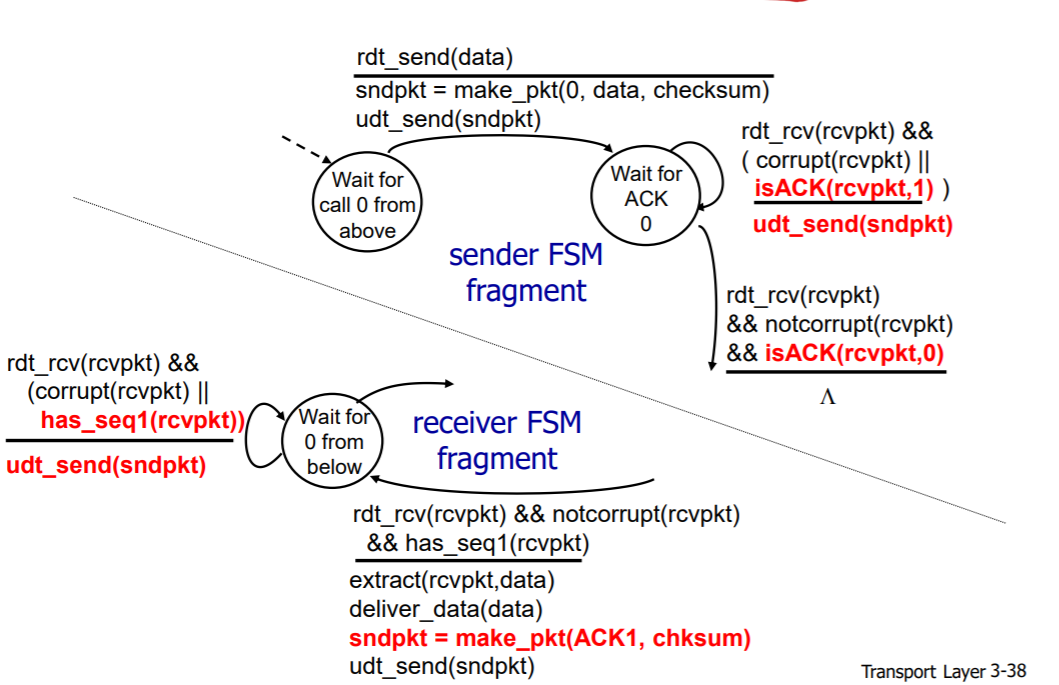 rdt_send(data)
sndpkt = make_pkt(0, data, checksum)
udt_send(sndpkt)
Wait for
call 0 from
above
Wait for
ACK
0
rdt_rcv(rcvpkt) &&
( corrupt(rcvpkt) ||
isACK(rcvpkt,1) )
udt_send(sndpkt)
sender FSM
fragment
rdt_rcv(rcvpkt)
&& notcorrupt(rcvpkt)
&& isACK(rcvpkt,0)
Λ
rdt_rcv(rcvpkt) &&
(corrupt(rcvpkt) ||
has_seq1(rcvpkt))
udt_send(sndpkt)
Wait for
0 from
below
receiver FSM
fragment
rdt_rcv(rcvpkt) && notcorrupt(rcvpkt)
&& has_seq1(rcvpkt)
extract(rcvpkt,data)
deliver_data(data)
sndpkt = make_pkt(ACK1, chksum)
udt_send(sndpkt)
Transport Layer 3-38